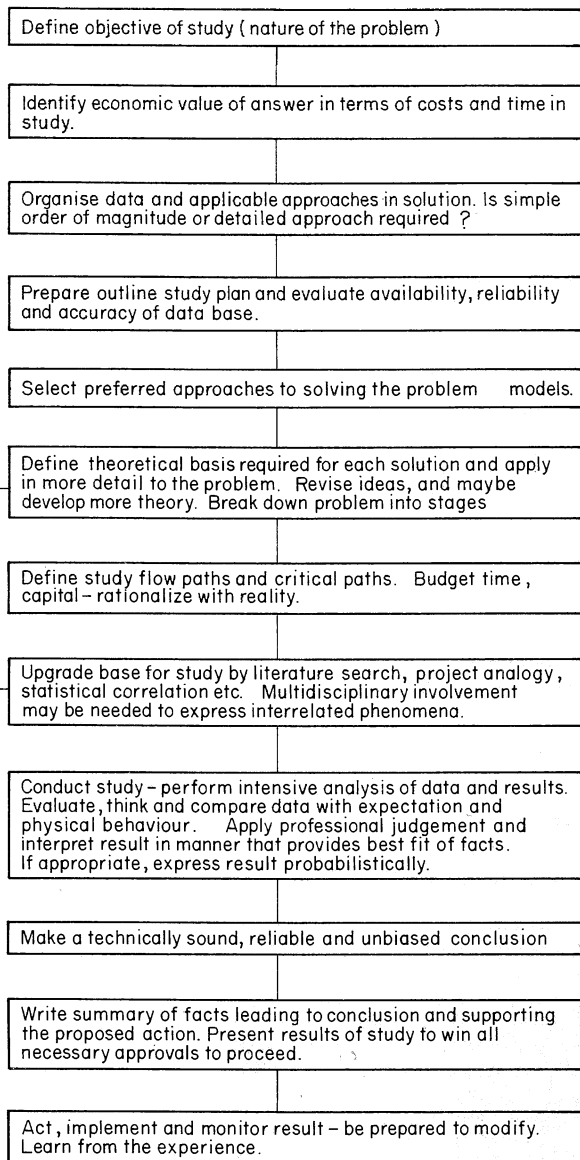 Define objective of study ( nature of the problem )
Identify economic value of answer in terms of costs and time in
study.
Organise data and applicable approaches in solution. Is simple
order of magnitude or detailed approach required ?
Prepare outline study plan and evaluate availability, reliability
and accuracy of data base.
Select preferred approaches to solving the problem models.
Define theoretical basis required for each solution and apply
in more detail to the problem. Revise ideas, and maybe
develop more theory. Break down problem into stages
Define study flow paths and critical paths. Budget time,
capital – rationalize with reality.
Upgrade base for study by literature search, project analogy,
statistical correlation etc. Multidisciplinary involvement
may be needed to express interrelated phenomena.
Conduct study – perform intensive analysis of data and results.
Evaluate, think and compare data with expectation and
physical behaviour. Apply professional judgement and
interpret result in manner that provides best fit of facts.
If appropriate, express result probabilistically.
Make a technically sound, reliable and unbiased conclusion
Write summary of facts leading to conclusion and supporting
the proposed action. Present results of study to win all
necessary approvals to proceed.
Act, implement and monitor result – be prepared to modify.
Learn from the experience.